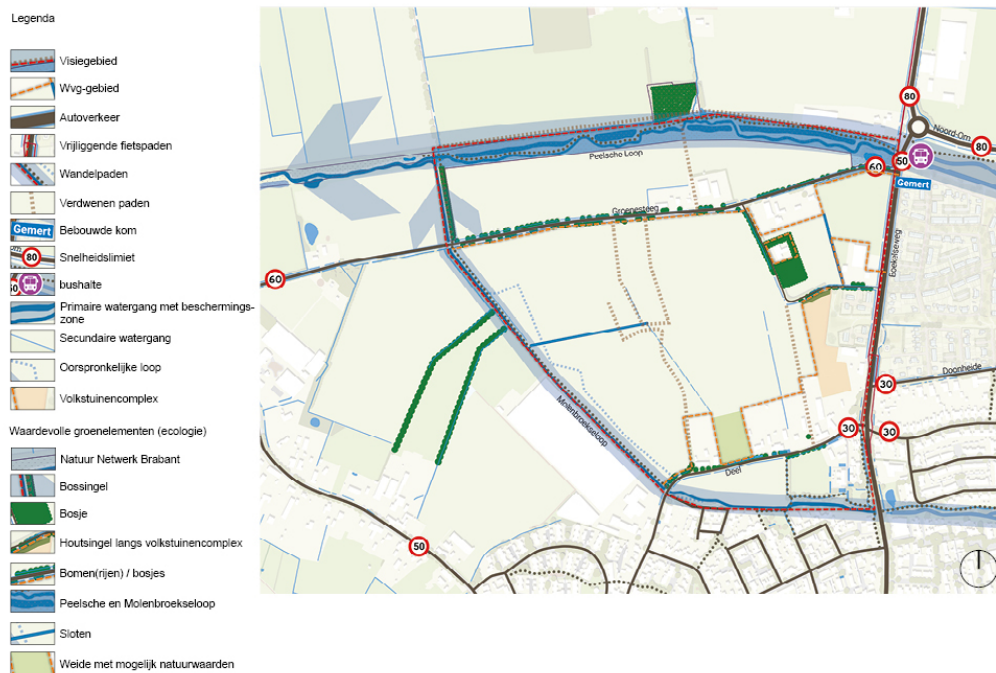 Legenda
Visiegebied
Wvg-gebied
Autoverkeer
Vrijliggende fietspaden
Wandelpaden
Verdwenen paden
Gemert
Bebouwde kom
80
Snelheidslimiet
bushalte
Primaire watergang met beschermings-
zone
Secundaire watergang
Oorspronkelijke loop
Volkstuinencomplex
Waardevolle groenelementen (ecologie)
Natuur Netwerk Brabant
Bossingel
Bosje
Houtsingel langs volkstuinencomplex
Bomen(rijen) / bosjes
Peelsche en Molenbroekseloop
Sloten
Weide met mogelijk natuurwaarden
80
Noord-Om
80
50
60
Gemert
Peelsche Loop
Groenesteeg
Boekelseweg
60
Molenbroekseloop
30
Doonheide
30
30
Deel
50